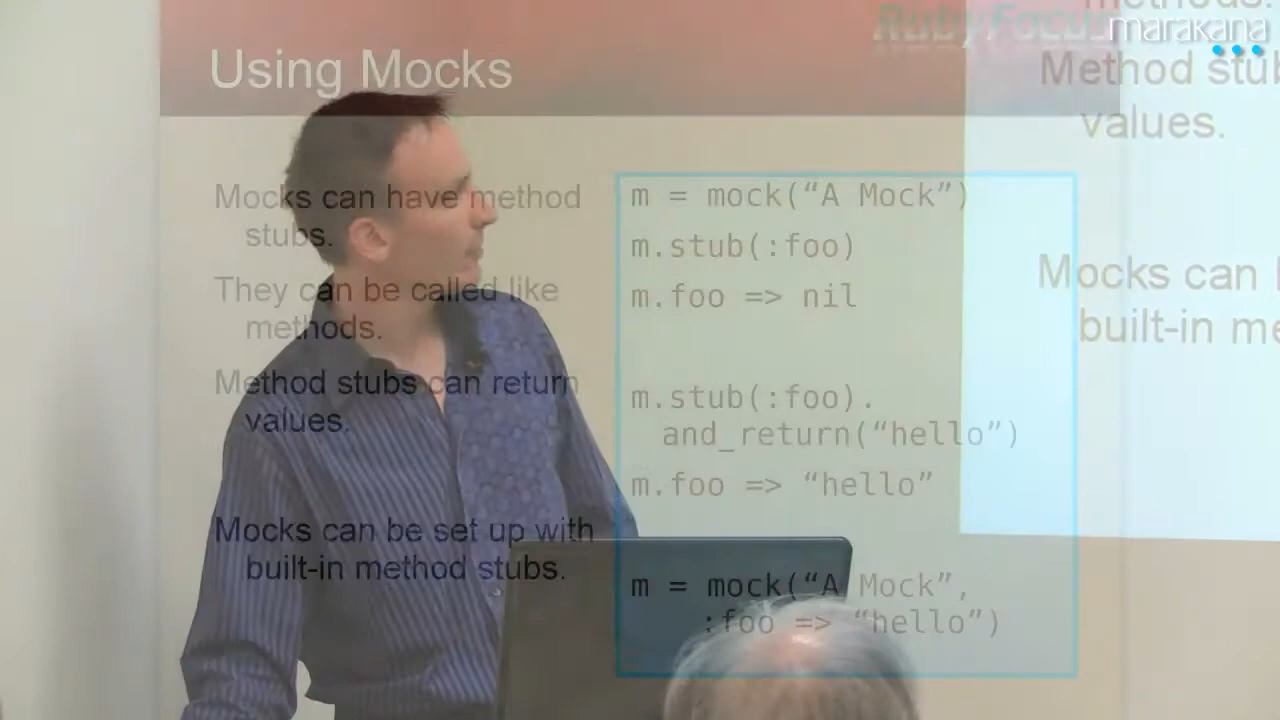 Using Mocks
RubyFocus
marakana
Mocks can have method
stubs.
They can be called like
methods.
Method stubs can return
values.
Mocks can be set up with
built-in method stubs.
m = mock(“A Mock”)
m.stub(:foo)
m.foo => nil
m.stub(:foo).
and_return(“hello”)
m.foo => “hello”
m = mock(“A Mock”,
:foo => “hello”)
methods.
Method stub
values.
Mocks can
built-in me